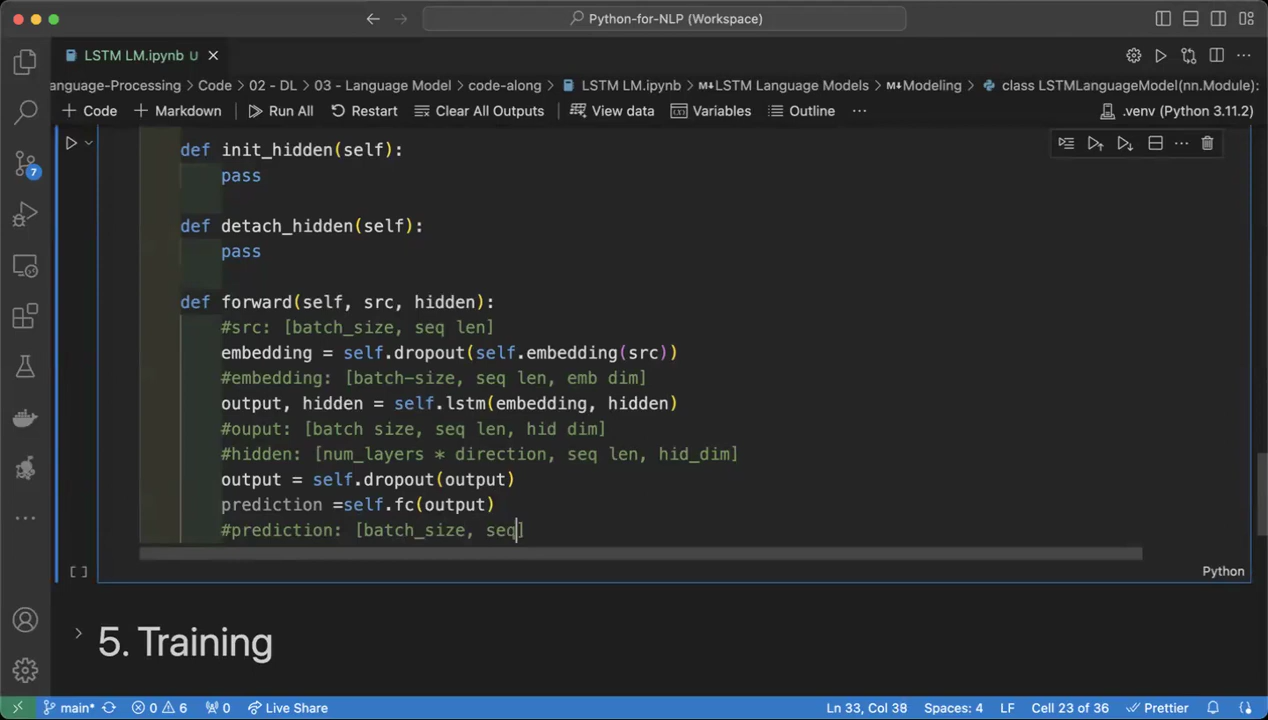 Python-for-NLP (Workspace)
LSTM LM.ipynb U
anguage-Processing > Code > 02 - DL > 03 - Language Model > code-along > LSTM LM.ipynb > LSTM Language Models > Modeling > class LSTMLanguageModel(nn.Module):
+ Code + Markdown Run All Restart Clear All Outputs View data Variables Outline ··· .venv (Python 3.11.2)
def init_hidden(self):
pass
def detach_hidden(self):
pass
def forward(self, src, hidden):
#src: [batch_size, seq len]
embedding = self.dropout(self.embedding(src))
#embedding: [batch-size, seq len, emb dim]
output, hidden = self.lstm(embedding, hidden)
#ouput: [batch size, seq len, hid dim]
#hidden: [num_layers * direction, seq len, hid_dim]
output = self.dropout(output)
prediction =self.fc(output)
#prediction: [batch_size, seq]
[ ] Python
5. Training
7
main* 0 6 0 Live Share Ln 33, Col 38 Spaces: 4 LF Cell 23 of 36 Prettier